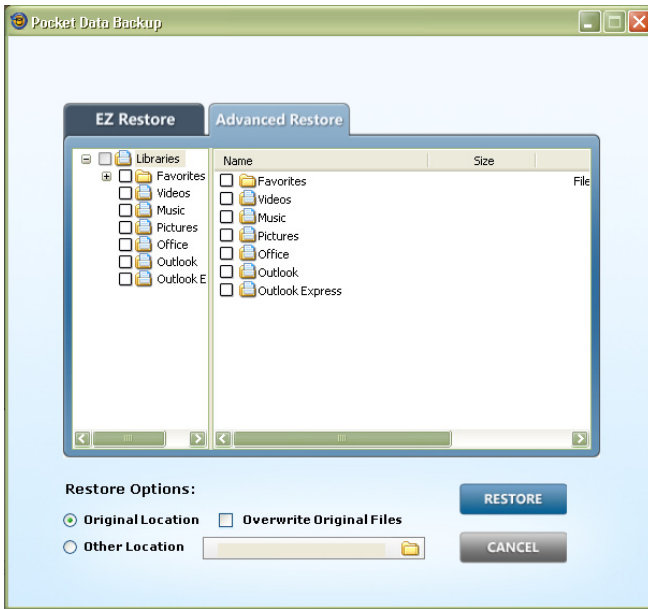 Pocket Data Backup
EZ Restore
Advanced Restore
Libraries
Favorites
Videos
Music
Pictures
Office
Outlook
Outlook E
Name Size
Favorites File
Videos
Music
Pictures
Office
Outlook
Outlook Express
Restore Options:
Original Location Overwrite Original Files
Other Location
RESTORE
CANCEL